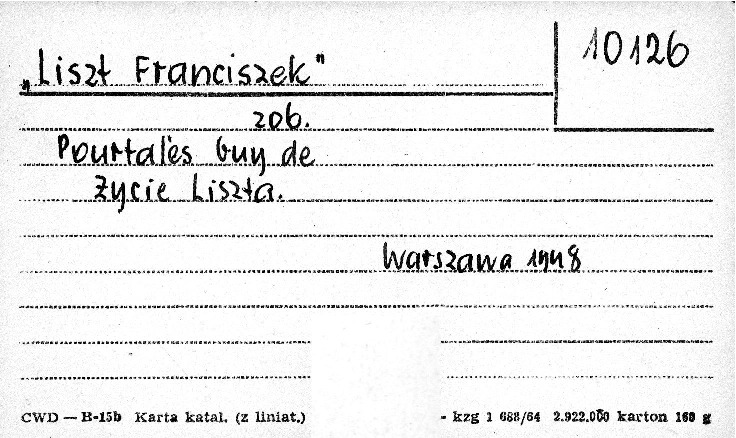 10126
„Liszt Franciszek"
zob.
Pourtalès Guy de
Życie Liszta.
Warszawa 1948
CWD — B-15b Karta katal. (z liniat.) - kzg 1 688/64 2.922.000 karton 160 g